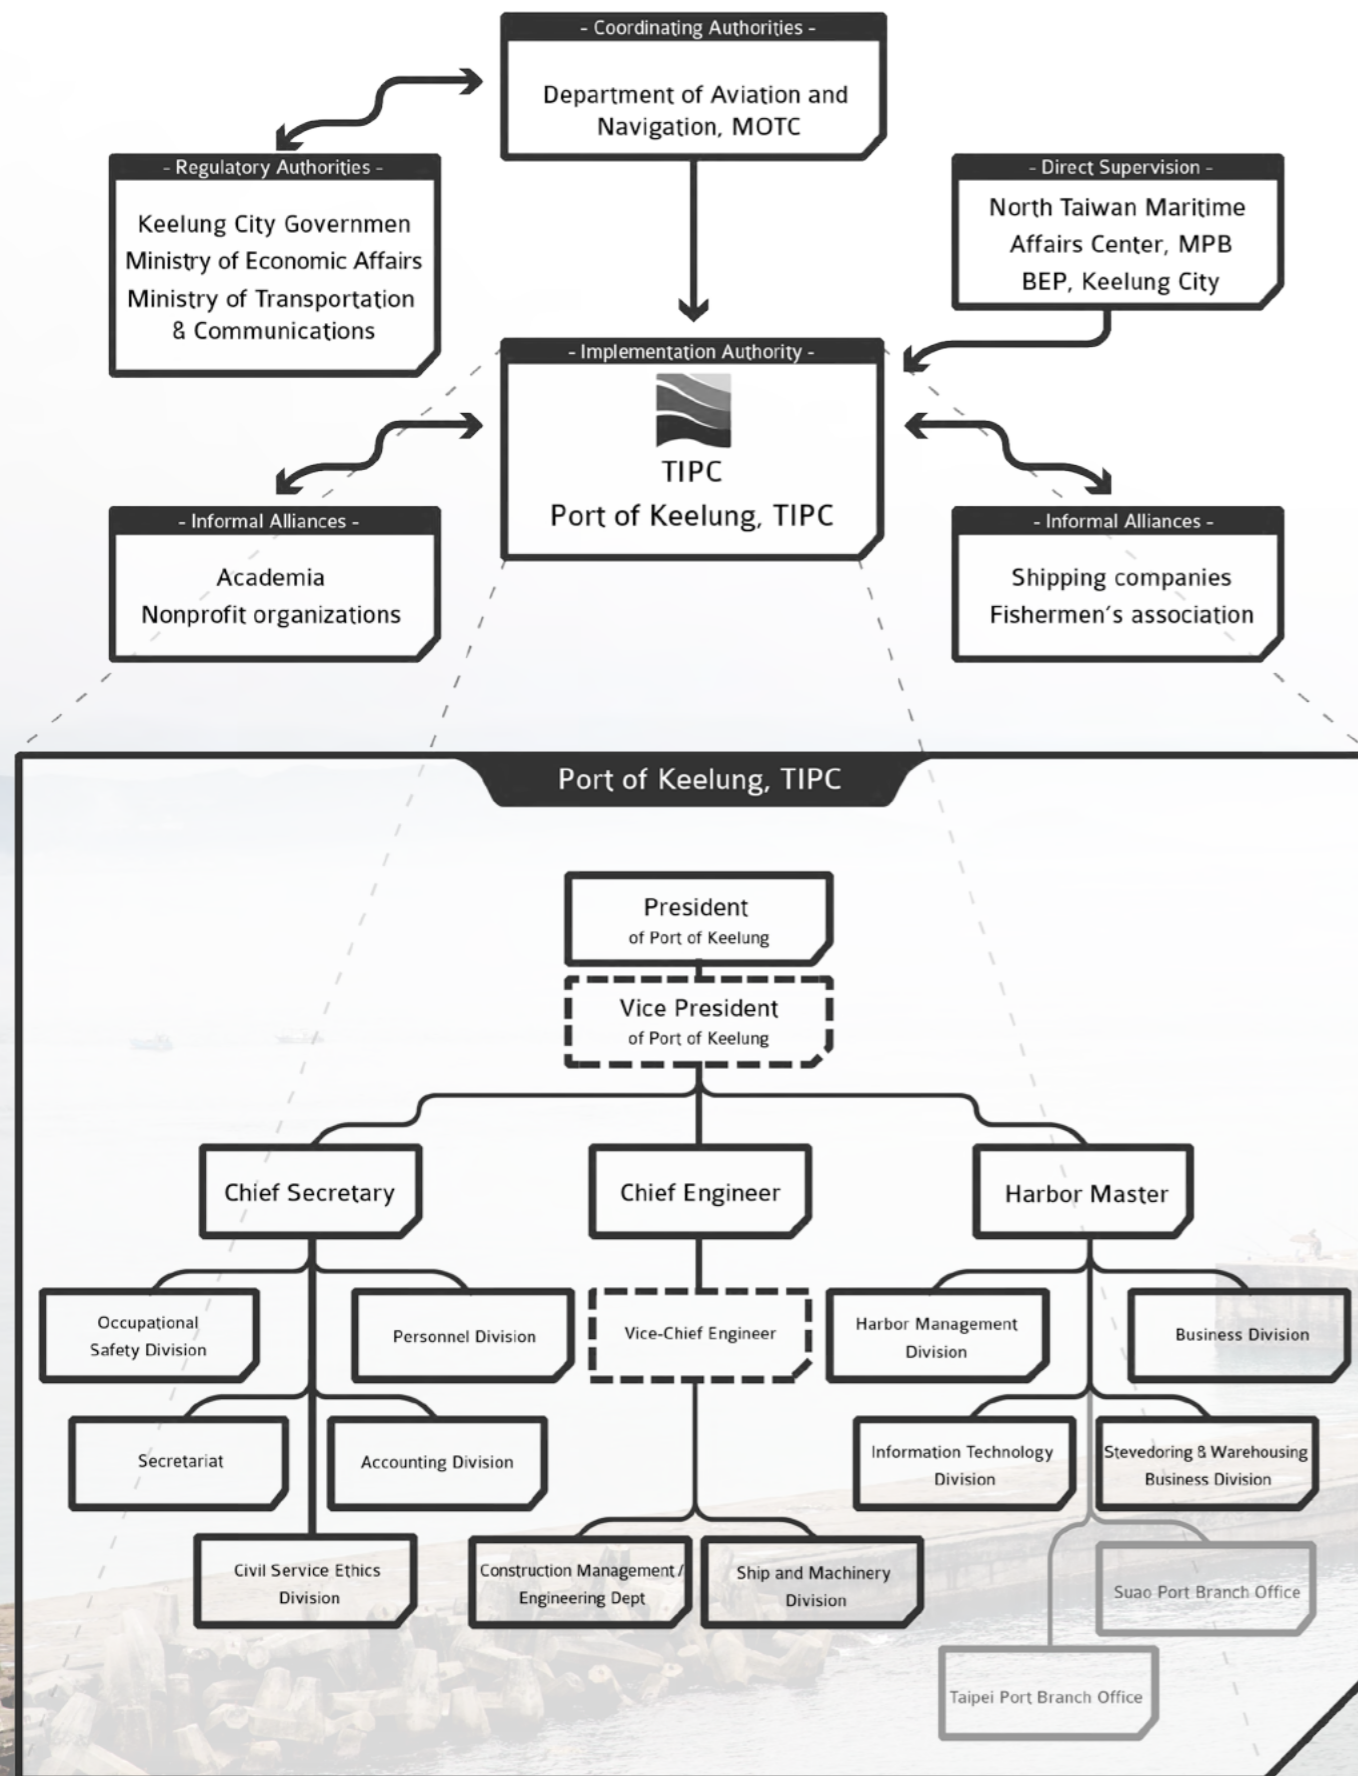 - Coordinating Authorities -
Department of Aviation and
Navigation, MOTC
- Regulatory Authorities -
Keelung City Governmen
Ministry of Economic Affairs
Ministry of Transportation
& Communications
- Direct Supervision -
North Taiwan Maritime
Affairs Center, MPB
BEP, Keelung City
- Implementation Authority -
TIPC
Port of Keelung, TIPC
- Informal Alliances -
Academia
Nonprofit organizations
- Informal Alliances -
Shipping companies
Fishermen's association
Port of Keelung, TIPC
President
of Port of Keelung
Vice President
of Port of Keelung
Chief Secretary
Chief Engineer
Harbor Master
Occupational
Safety Division
Personnel Division
Vice-Chief Engineer
Harbor Management
Division
Business Division
Secretariat
Accounting Division
Information Technology
Division
Stevedoring & Warehousing
Business Division
Civil Service Ethics
Division
Construction Management/
Engineering Dept
Ship and Machinery
Division
Suao Port Branch Office
Taipei Port Branch Office